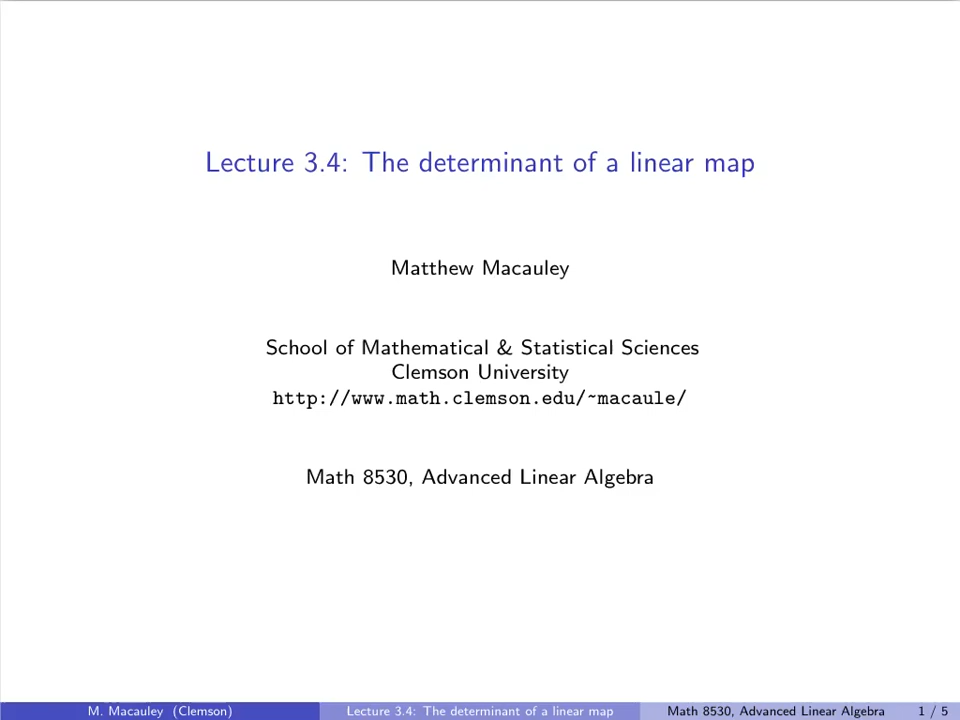 Lecture 3.4: The determinant of a linear map
Matthew Macauley
School of Mathematical & Statistical Sciences
Clemson University
http://www.math.clemson.edu/~macaule/
Math 8530, Advanced Linear Algebra
M. Macauley (Clemson) Lecture 3.4: The determinant of a linear map Math 8530, Advanced Linear Algebra 1 / 5